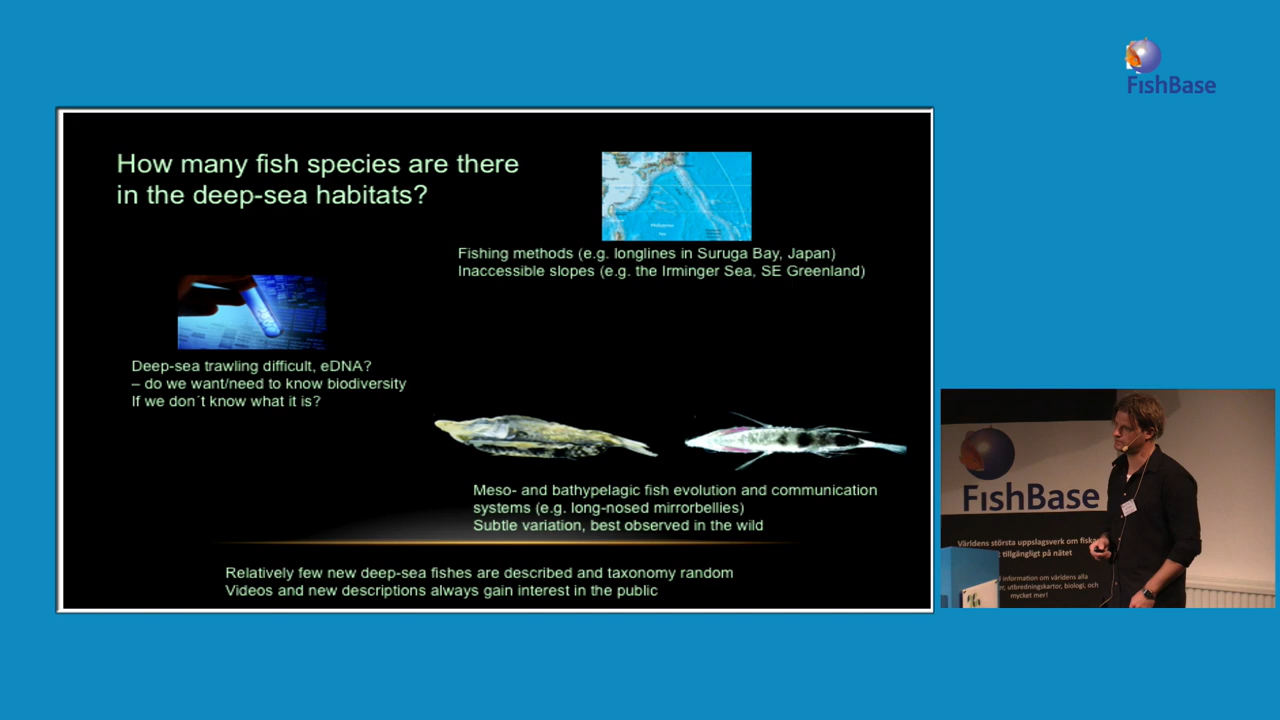 FishBase
How many fish species are there
in the deep-sea habitats?
Philippine
Fishing methods (e.g. longlines in Suruga Bay, Japan)
Inaccessible slopes (e.g. the Irminger Sea, SE Greenland)
Deep-sea trawling difficult, eDNA?
– do we want/need to know biodiversity
If we don´t know what it is?
Meso- and bathypelagic fish evolution and communication
systems (e.g. long-nosed mirrorbellies)
Subtle variation, best observed in the wild
Relatively few new deep-sea fishes are described and taxonomy random
Videos and new descriptions always gain interest in the public
FishBase
Världens största uppslagsverk om
tillgängligt på nätet
information om världens alla
utbredningskartor, biologi, och
mycket mer!